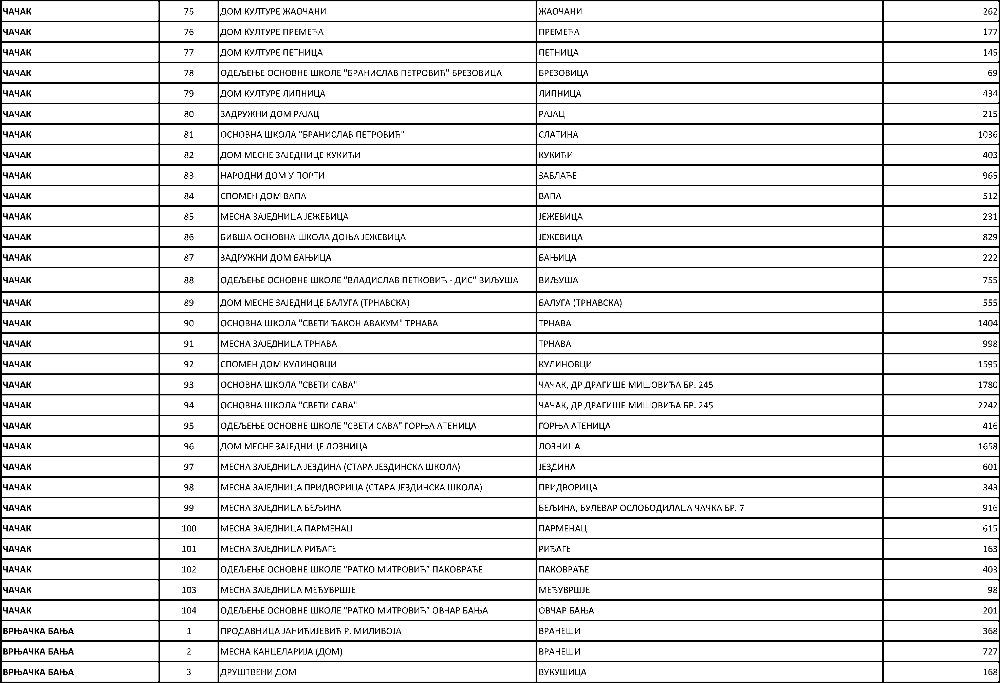 ЧАЧАК 75 ДОМ КУЛТУРЕ ЖАОЧАНИ ЖАОЧАНИ 262
ЧАЧАК 76 ДОМ КУЛТУРЕ ПРЕМЕЋА ПРЕМЕЋА 177
ЧАЧАК 77 ДОМ КУЛТУРЕ ПЕТНИЦА ПЕТНИЦА 145
ЧАЧАК 78 ОДЕЉЕЊЕ ОСНОВНЕ ШКОЛЕ "БРАНИСЛАВ ПЕТРОВИЋ" БРЕЗОВИЦА БРЕЗОВИЦА 69
ЧАЧАК 79 ДОМ КУЛТУРЕ ЛИПНИЦА ЛИПНИЦА 434
ЧАЧАК 80 ЗАДРУЖНИ ДОМ РАЈАЦ РАЈАЦ 215
ЧАЧАК 81 ОСНОВНА ШКОЛА "БРАНИСЛАВ ПЕТРОВИЋ" СЛАТИНА 1036
ЧАЧАК 82 ДОМ МЕСНЕ ЗАЈЕДНИЦЕ КУКИЋИ КУКИЋИ 403
ЧАЧАК 83 НАРОДНИ ДОМ У ПОРТИ ЗАБЛАЋЕ 965
ЧАЧАК 84 СПОМЕН ДОМ ВАПА ВАПА 512
ЧАЧАК 85 МЕСНА ЗАЈЕДНИЦА ЈЕЖЕВИЦА ЈЕЖЕВИЦА 231
ЧАЧАК 86 БИВША ОСНОВНА ШКОЛА ДОЊА ЈЕЖЕВИЦА ЈЕЖЕВИЦА 829
ЧАЧАК 87 ЗАДРУЖНИ ДОМ БАЊИЦА БАЊИЦА 222
ЧАЧАК 88 ОДЕЉЕЊЕ ОСНОВНЕ ШКОЛЕ "ВЛАДИСЛАВ ПЕТКОВИЋ - ДИС" ВИЉУША ВИЉУША 755
ЧАЧАК 89 ДОМ МЕСНЕ ЗАЈЕДНИЦЕ БАЛУГА (ТРНАВСКА) БАЛУГА (ТРНАВСКА) 555
ЧАЧАК 90 ОСНОВНА ШКОЛА "СВЕТИ ЂАКОН АВАКУМ" ТРНАВА ТРНАВА 1404
ЧАЧАК 91 МЕСНА ЗАЈЕДНИЦА ТРНАВА ТРНАВА 998
ЧАЧАК 92 СПОМЕН ДОМ КУЛИНОВЦИ КУЛИНОВЦИ 1595
ЧАЧАК 93 ОСНОВНА ШКОЛА "СВЕТИ САВА" ЧАЧАК, ДР ДРАГИШЕ МИШОВИЋА БР. 245 1780
ЧАЧАК 94 ОСНОВНА ШКОЛА "СВЕТИ САВА" ЧАЧАК, ДР ДРАГИШЕ МИШОВИЋА БР. 245 2242
ЧАЧАК 95 ОДЕЉЕЊЕ ОСНОВНЕ ШКОЛЕ "СВЕТИ САВА" ГОРЊА АТЕНИЦА ГОРЊА АТЕНИЦА 416
ЧАЧАК 96 ДОМ МЕСНЕ ЗАЈЕДНИЦЕ ЛОЗНИЦА ЛОЗНИЦА 1658
ЧАЧАК 97 МЕСНА ЗАЈЕДНИЦА ЈЕЗДИНА (СТАРА ЈЕЗДИНСКА ШКОЛА) ЈЕЗДИНА 601
ЧАЧАК 98 МЕСНА ЗАЈЕДНИЦА ПРИДВОРИЦА (СТАРА ЈЕЗДИНСКА ШКОЛА) ПРИДВОРИЦА 343
ЧАЧАК 99 МЕСНА ЗАЈЕДНИЦА БЕЉИНА БЕЉИНА, БУЛЕВАР ОСЛОБОДИЛАЦА ЧАЧКА БР. 7 916
ЧАЧАК 100 МЕСНА ЗАЈЕДНИЦА ПАРМЕНАЦ ПАРМЕНАЦ 615
ЧАЧАК 101 МЕСНА ЗАЈЕДНИЦА РИЂАГЕ РИЂАГЕ 163
ЧАЧАК 102 ОДЕЉЕЊЕ ОСНОВНЕ ШКОЛЕ "РАТКО МИТРОВИЋ" ПАКОВРАЋЕ ПАКОВРАЋЕ 403
ЧАЧАК 103 МЕСНА ЗАЈЕДНИЦА МЕЂУВРШЈЕ МЕЂУВРШЈЕ 98
ЧАЧАК 104 ОДЕЉЕЊЕ ОСНОВНЕ ШКОЛЕ "РАТКО МИТРОВИЋ" ОВЧАР БАЊА ОВЧАР БАЊА 201
ВРЊАЧКА БАЊА 1 ПРОДАВНИЦА ЈАНИЋИЈЕВИЋ Р. МИЛИВОЈА ВРАНЕШИ 368
ВРЊАЧКА БАЊА 2 МЕСНА КАНЦЕЛАРИЈА (ДОМ) ВРАНЕШИ 727
ВРЊАЧКА БАЊА 3 ДРУШТВЕНИ ДОМ ВУКУШИЦА 168